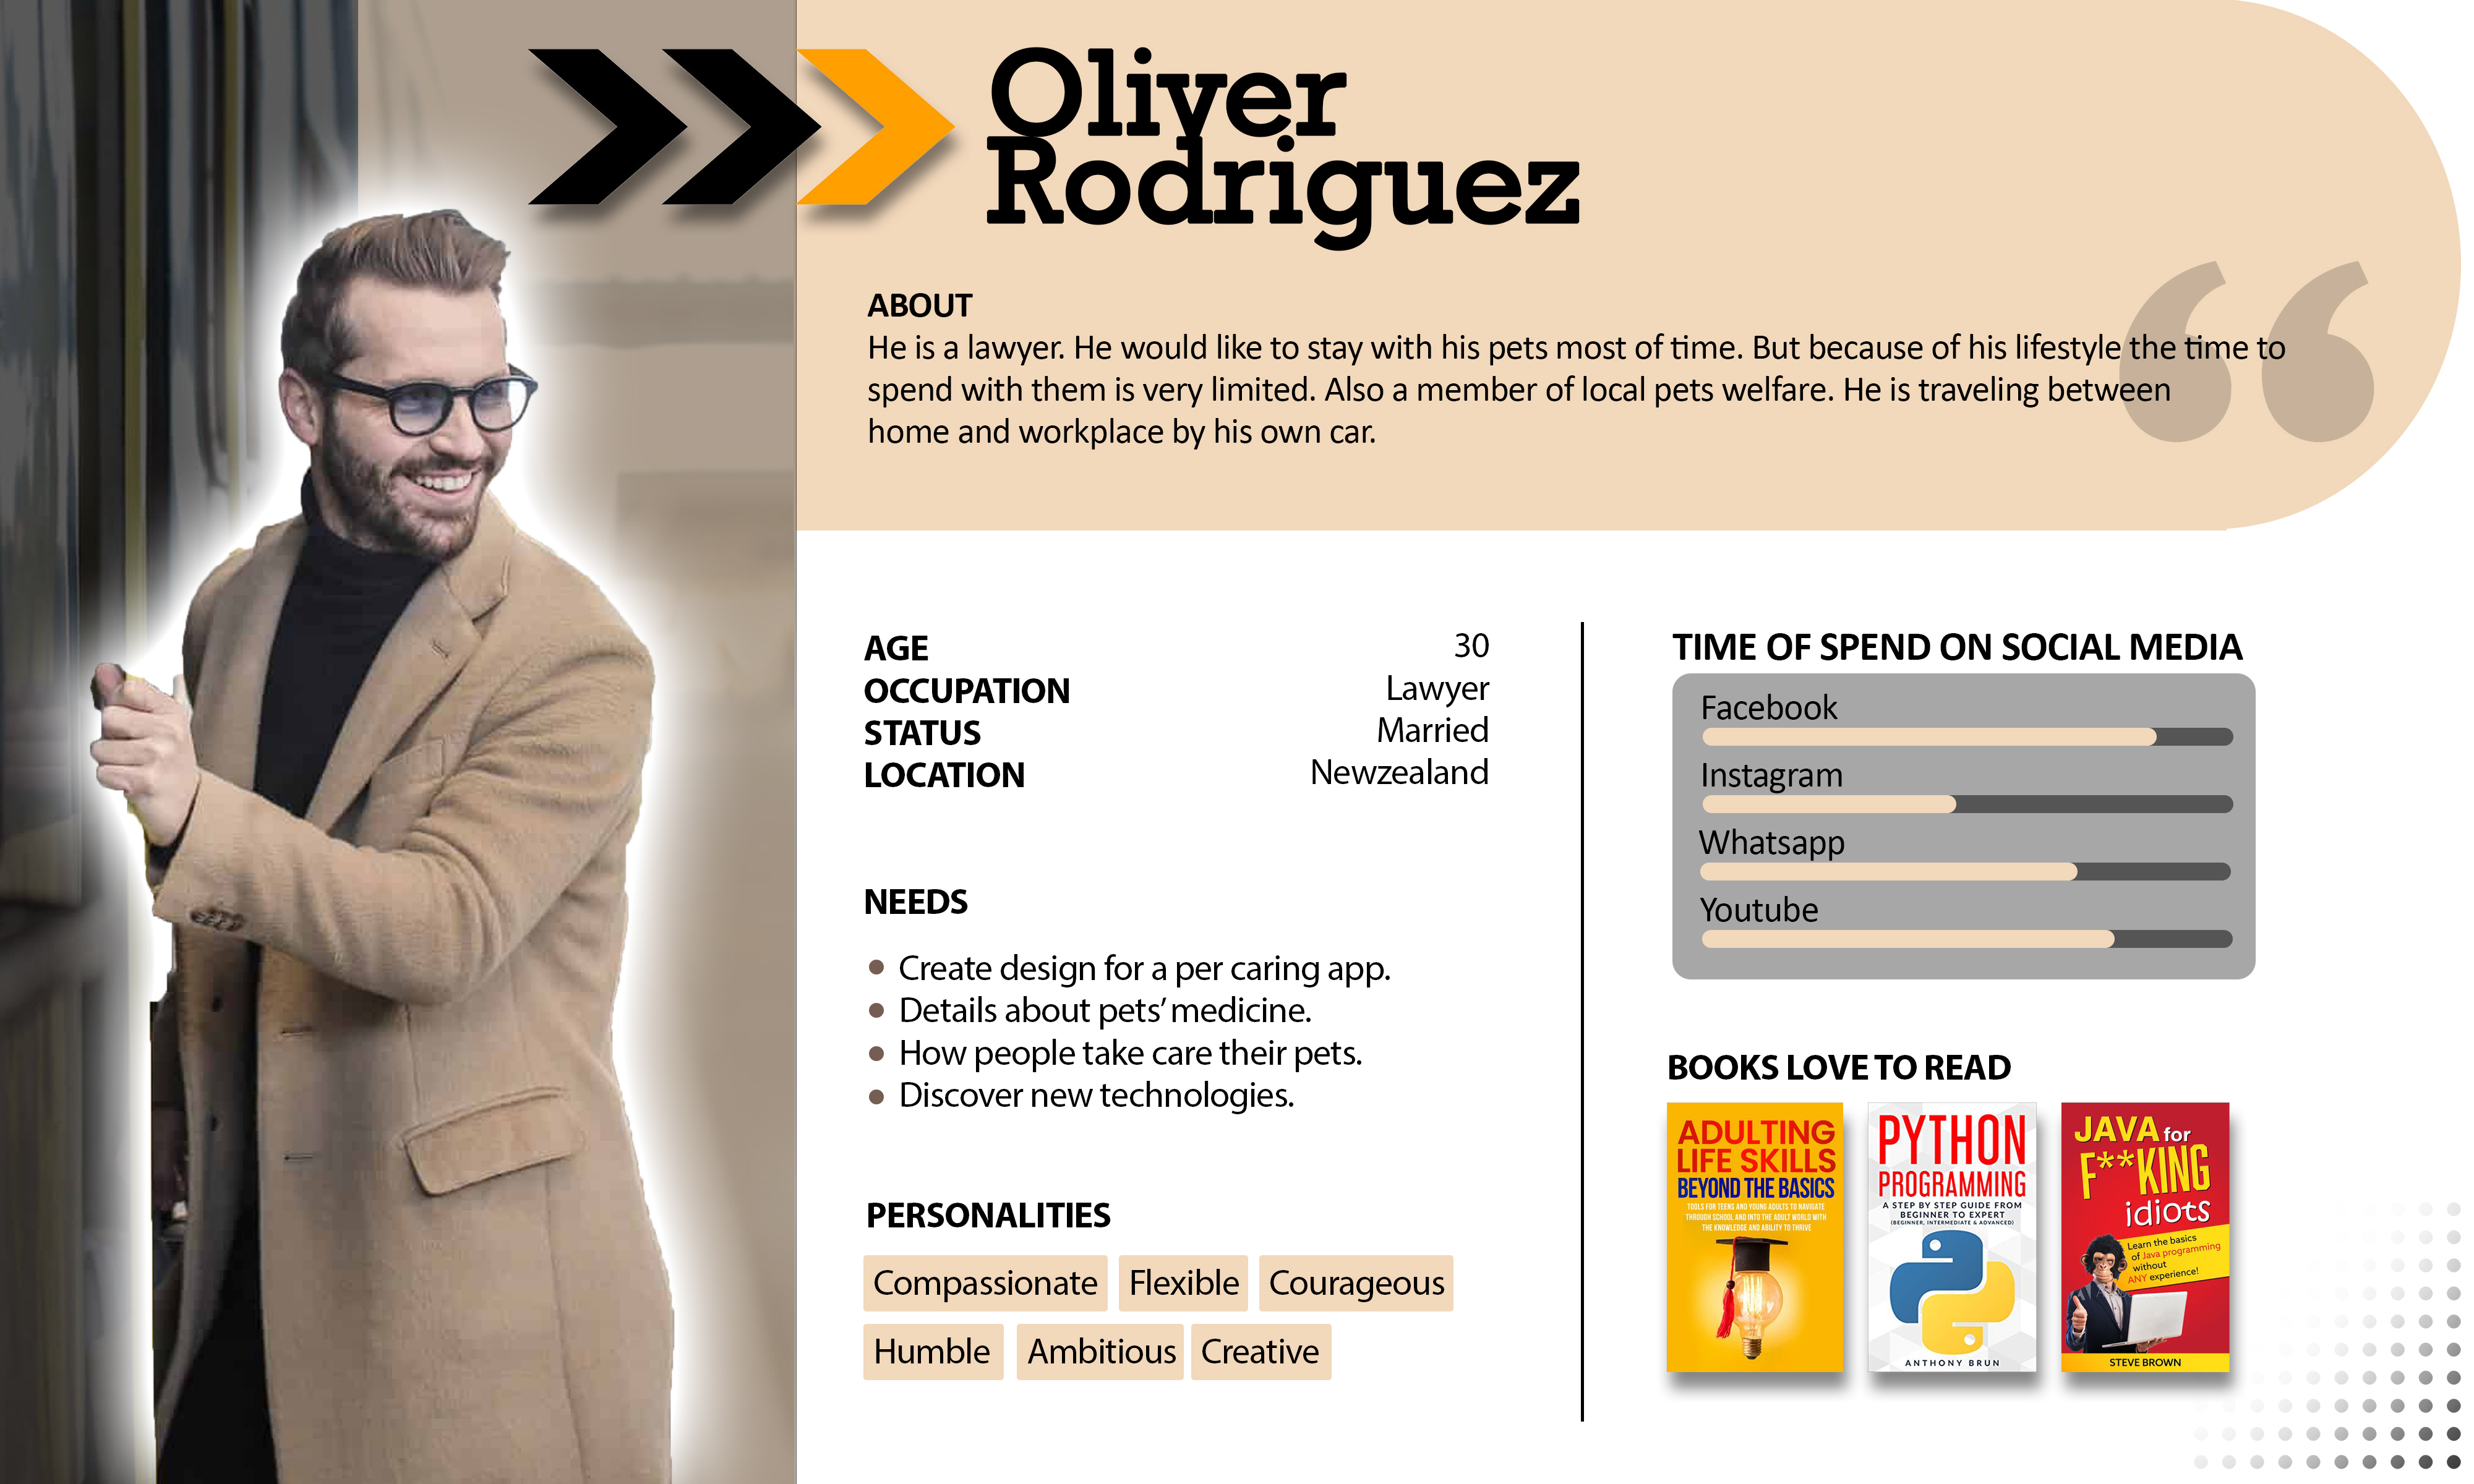 Oliver
Rodriguez
ABOUT
He is a lawyer. He would like to stay with his pets most of time. But because of his lifestyle the time to
spend with them is very limited. Also a member of local pets welfare. He is traveling between
home and workplace by his own car.
AGE 30
OCCUPATION Lawyer
STATUS Married
LOCATION Newzealand
NEEDS
Create design for a per caring app.
Details about pets’ medicine.
How people take care their pets.
Discover new technologies.
PERSONALITIES
Compassionate Flexible Courageous
Humble Ambitious Creative
TIME OF SPEND ON SOCIAL MEDIA
Facebook
Instagram
Whatsapp
Youtube
BOOKS LOVE TO READ
ADULTING
LIFE SKILLS
BEYOND THE BASICS
TOOLS FOR TEENS AND YOUNG ADULTS TO NAVIGATE
THROUGH SCHOOL AND INTO THE ADULT WORLD WITH
THE KNOWLEDGE AND ABILITY TO THRIVE
PYTHON
PROGRAMMING
A STEP BY STEP GUIDE FROM
BEGINNER TO EXPERT
(BEGINNER, INTERMEDIATE & ADVANCED)
ANTHONY BRUN
JAVA for
F**KING
idiots
Learn the basics
of Java programming
without
ANY experience!
STEVE BROWN